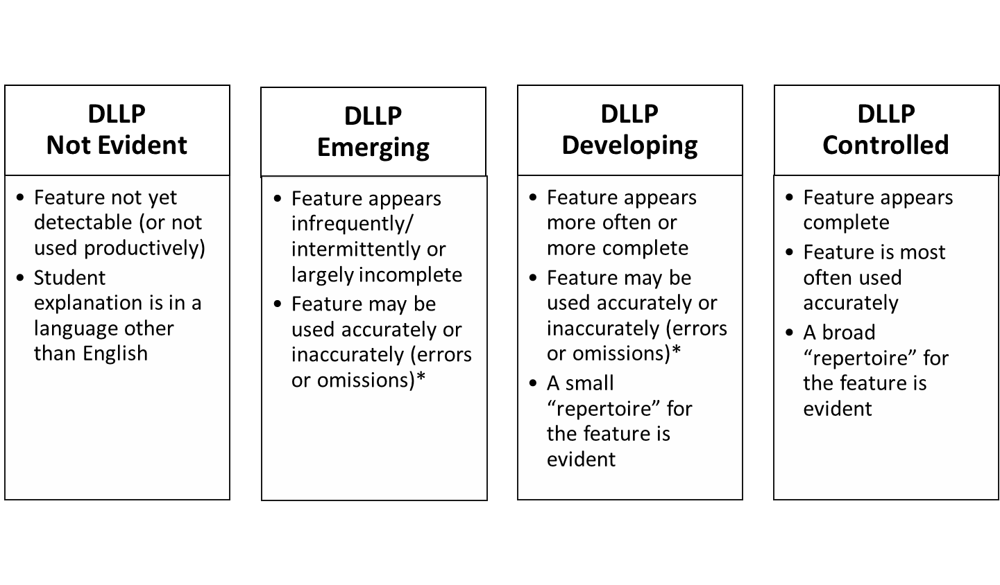 DLLP
Not Evident
• Feature not yet
detectable (or not
used productively)
• Student
explanation is in a
language other
than English
DLLP
Emerging
• Feature appears
infrequently/
intermittently or
largely incomplete
• Feature may be
used accurately or
inaccurately (errors
or omissions)*
DLLP
Developing
• Feature appears
more often or
more complete
• Feature may be
used accurately or
inaccurately (errors
or omissions)*
• A small
“repertoire” for
the feature is
evident
DLLP
Controlled
• Feature appears
complete
• Feature is most
often used
accurately
• A broad
“repertoire” for
the feature is
evident